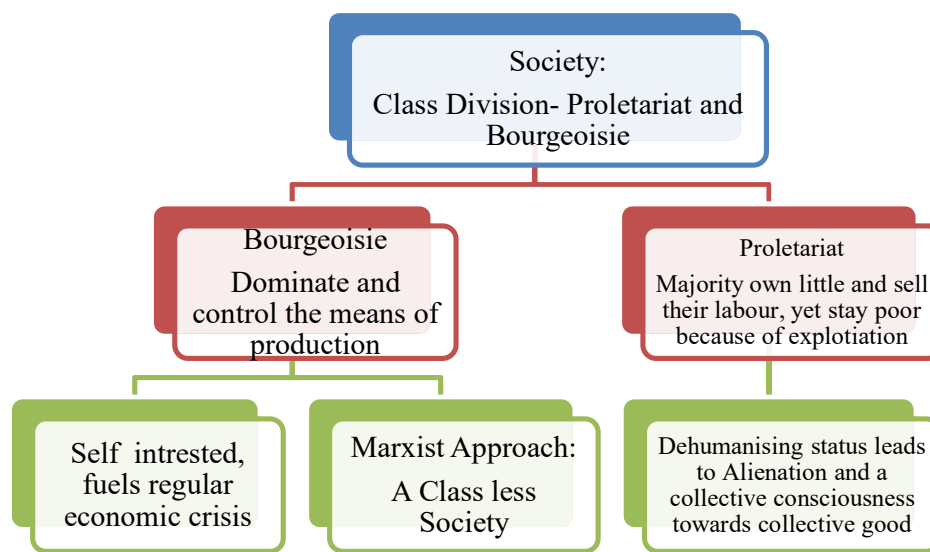 Society:
Class Division- Proletariat and
Bourgeoisie
Bourgeoisie
Dominate and
control the means of
production
Proletariat
Majority own little and sell
their labour, yet stay poor
because of explotiation
Self intrested,
fuels regular
economic crisis
Marxist Approach:
A Class less
Society
Dehumanising status leads
to Alienation and a
collective consciousness
towards collective good